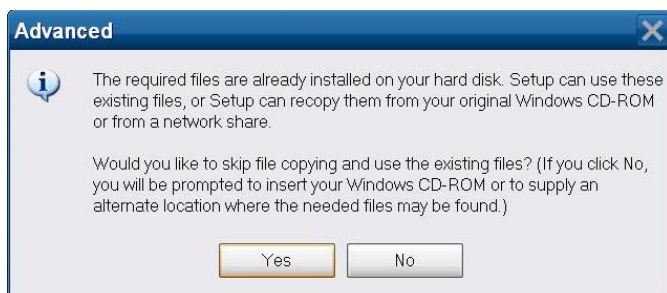 Advanced
The required files are already installed on your hard disk. Setup can use these
existing files, or Setup can recopy them from your original Windows CD-ROM
or from a network share.
Would you like to skip file copying and use the existing files? (If you click No,
you will be prompted to insert your Windows CD-ROM or to supply an
alternate location where the needed files may be found.)
Yes No